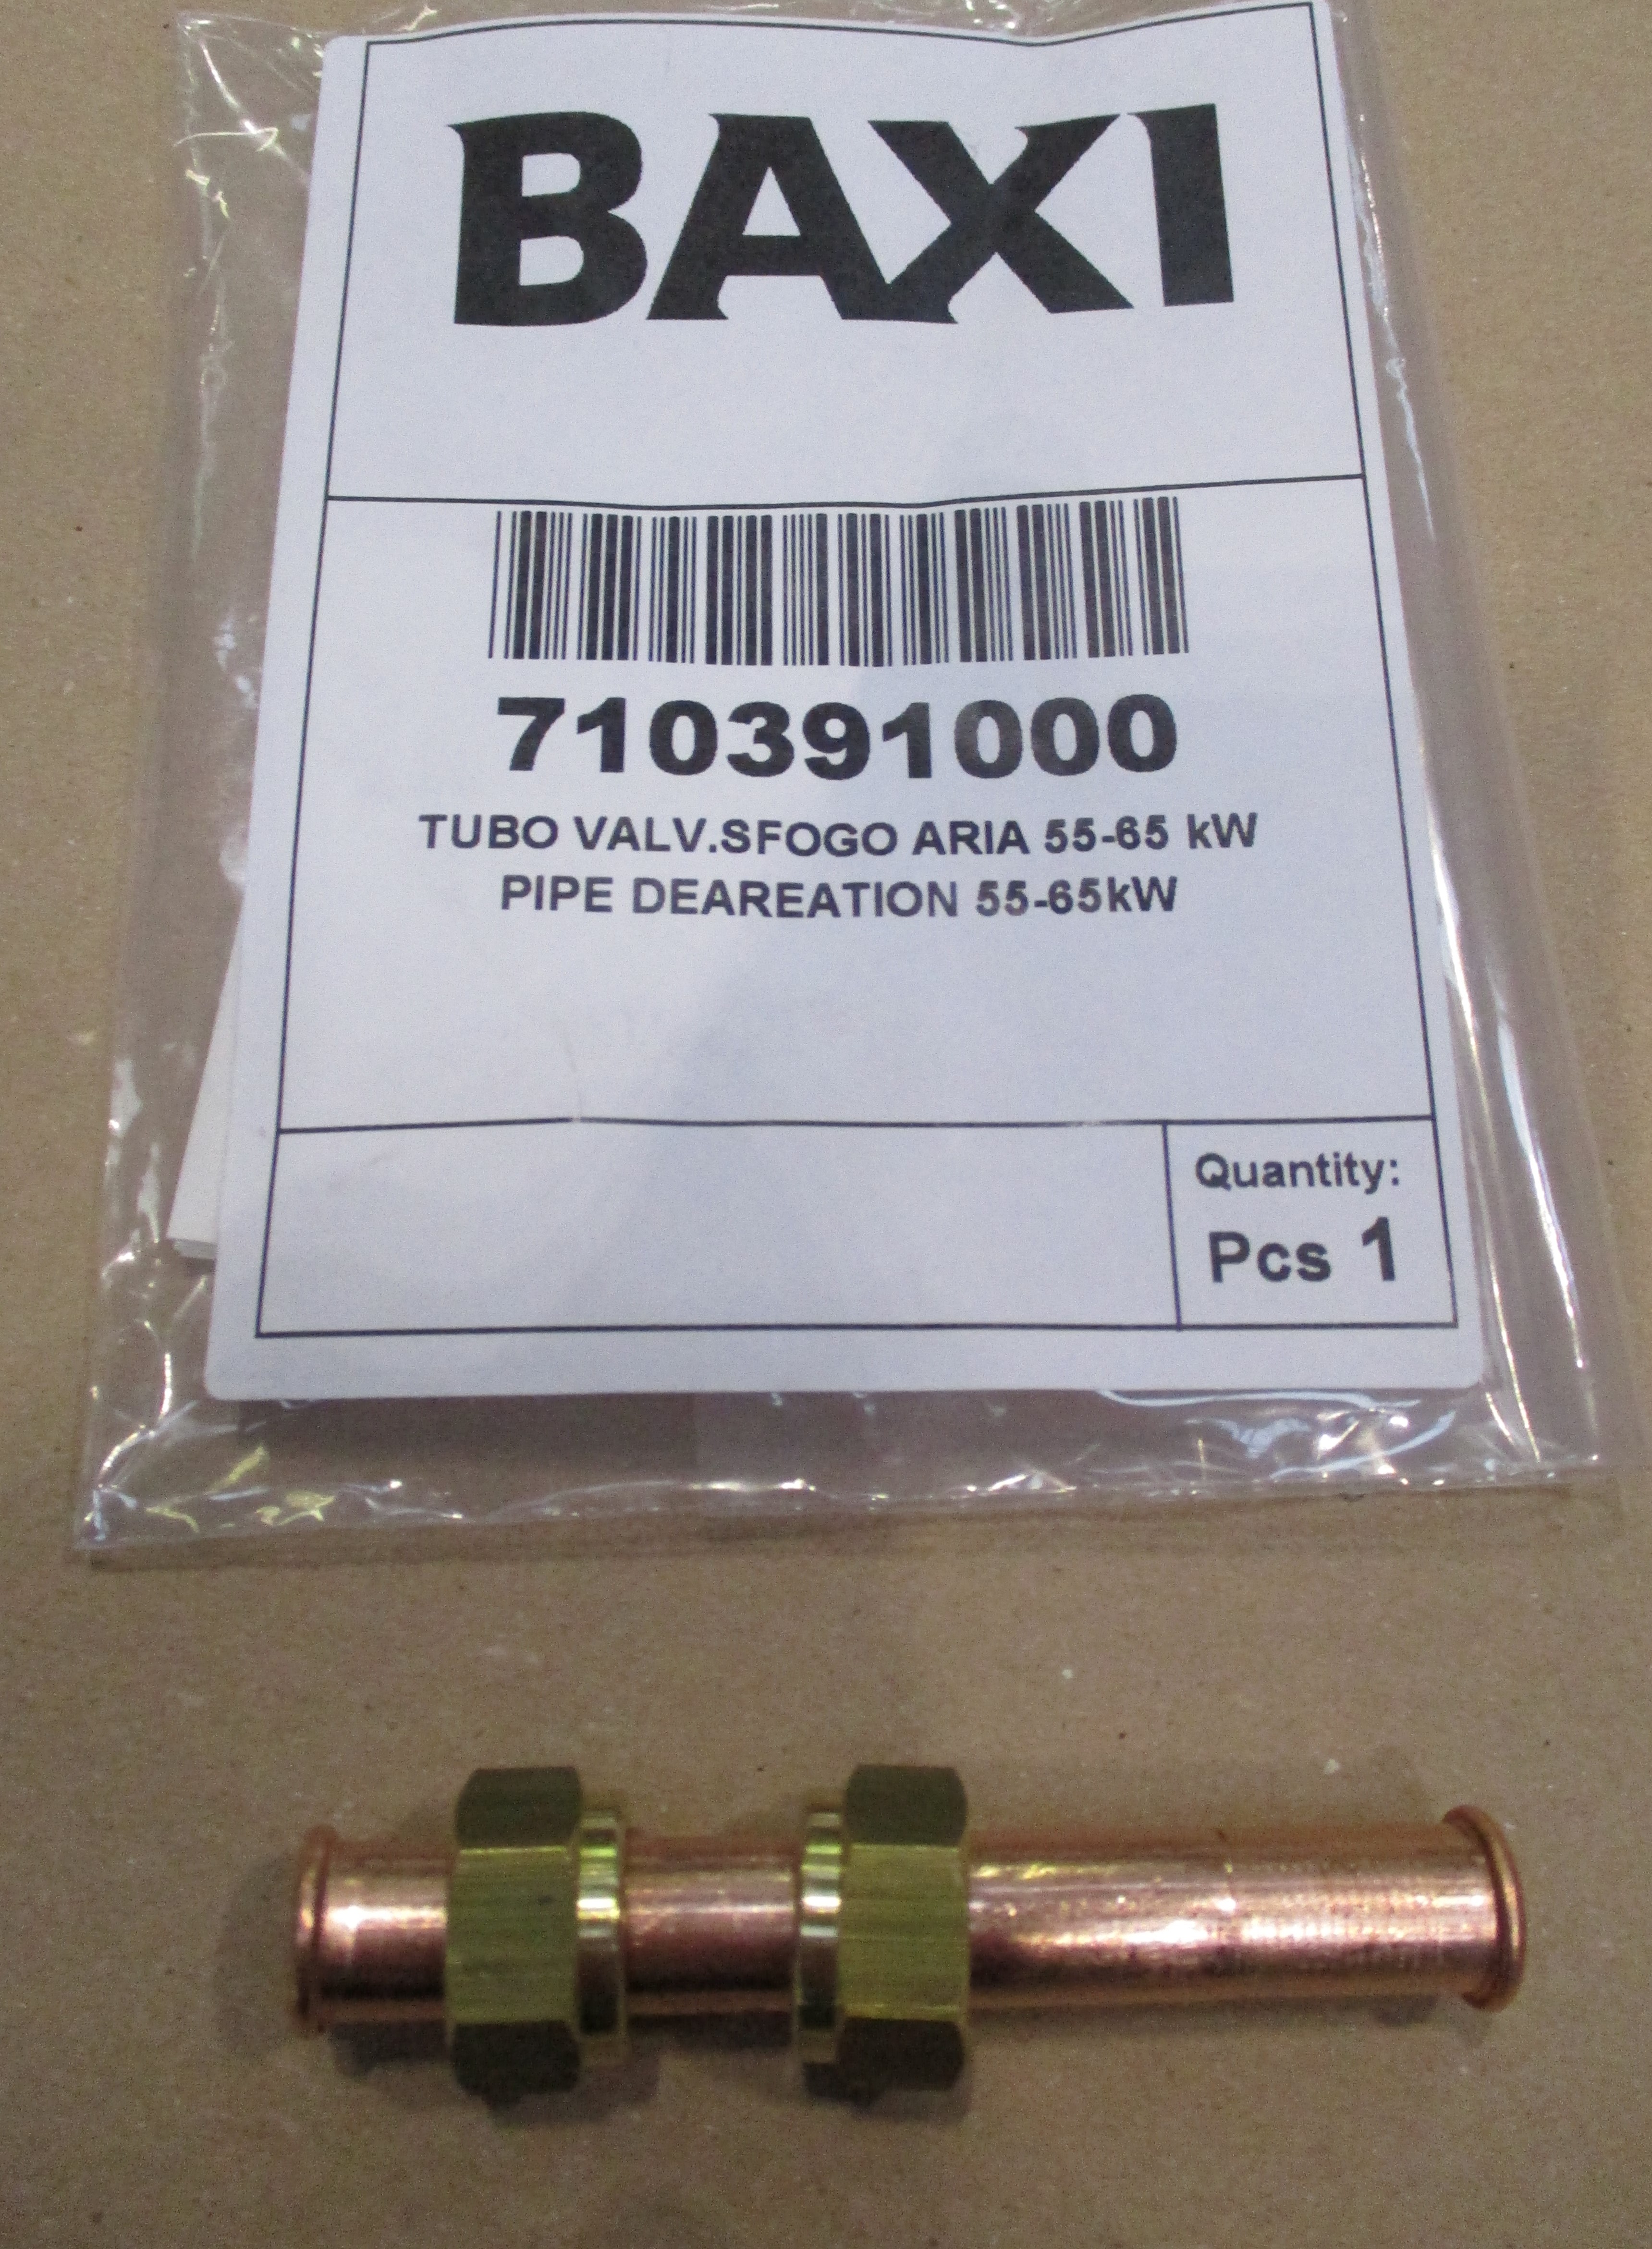 BAXI
710391000
TUBO VALV.SFOGO ARIA 55-65 kW
PIPE DEAREATION 55-65kW
Quantity:
Pcs 1